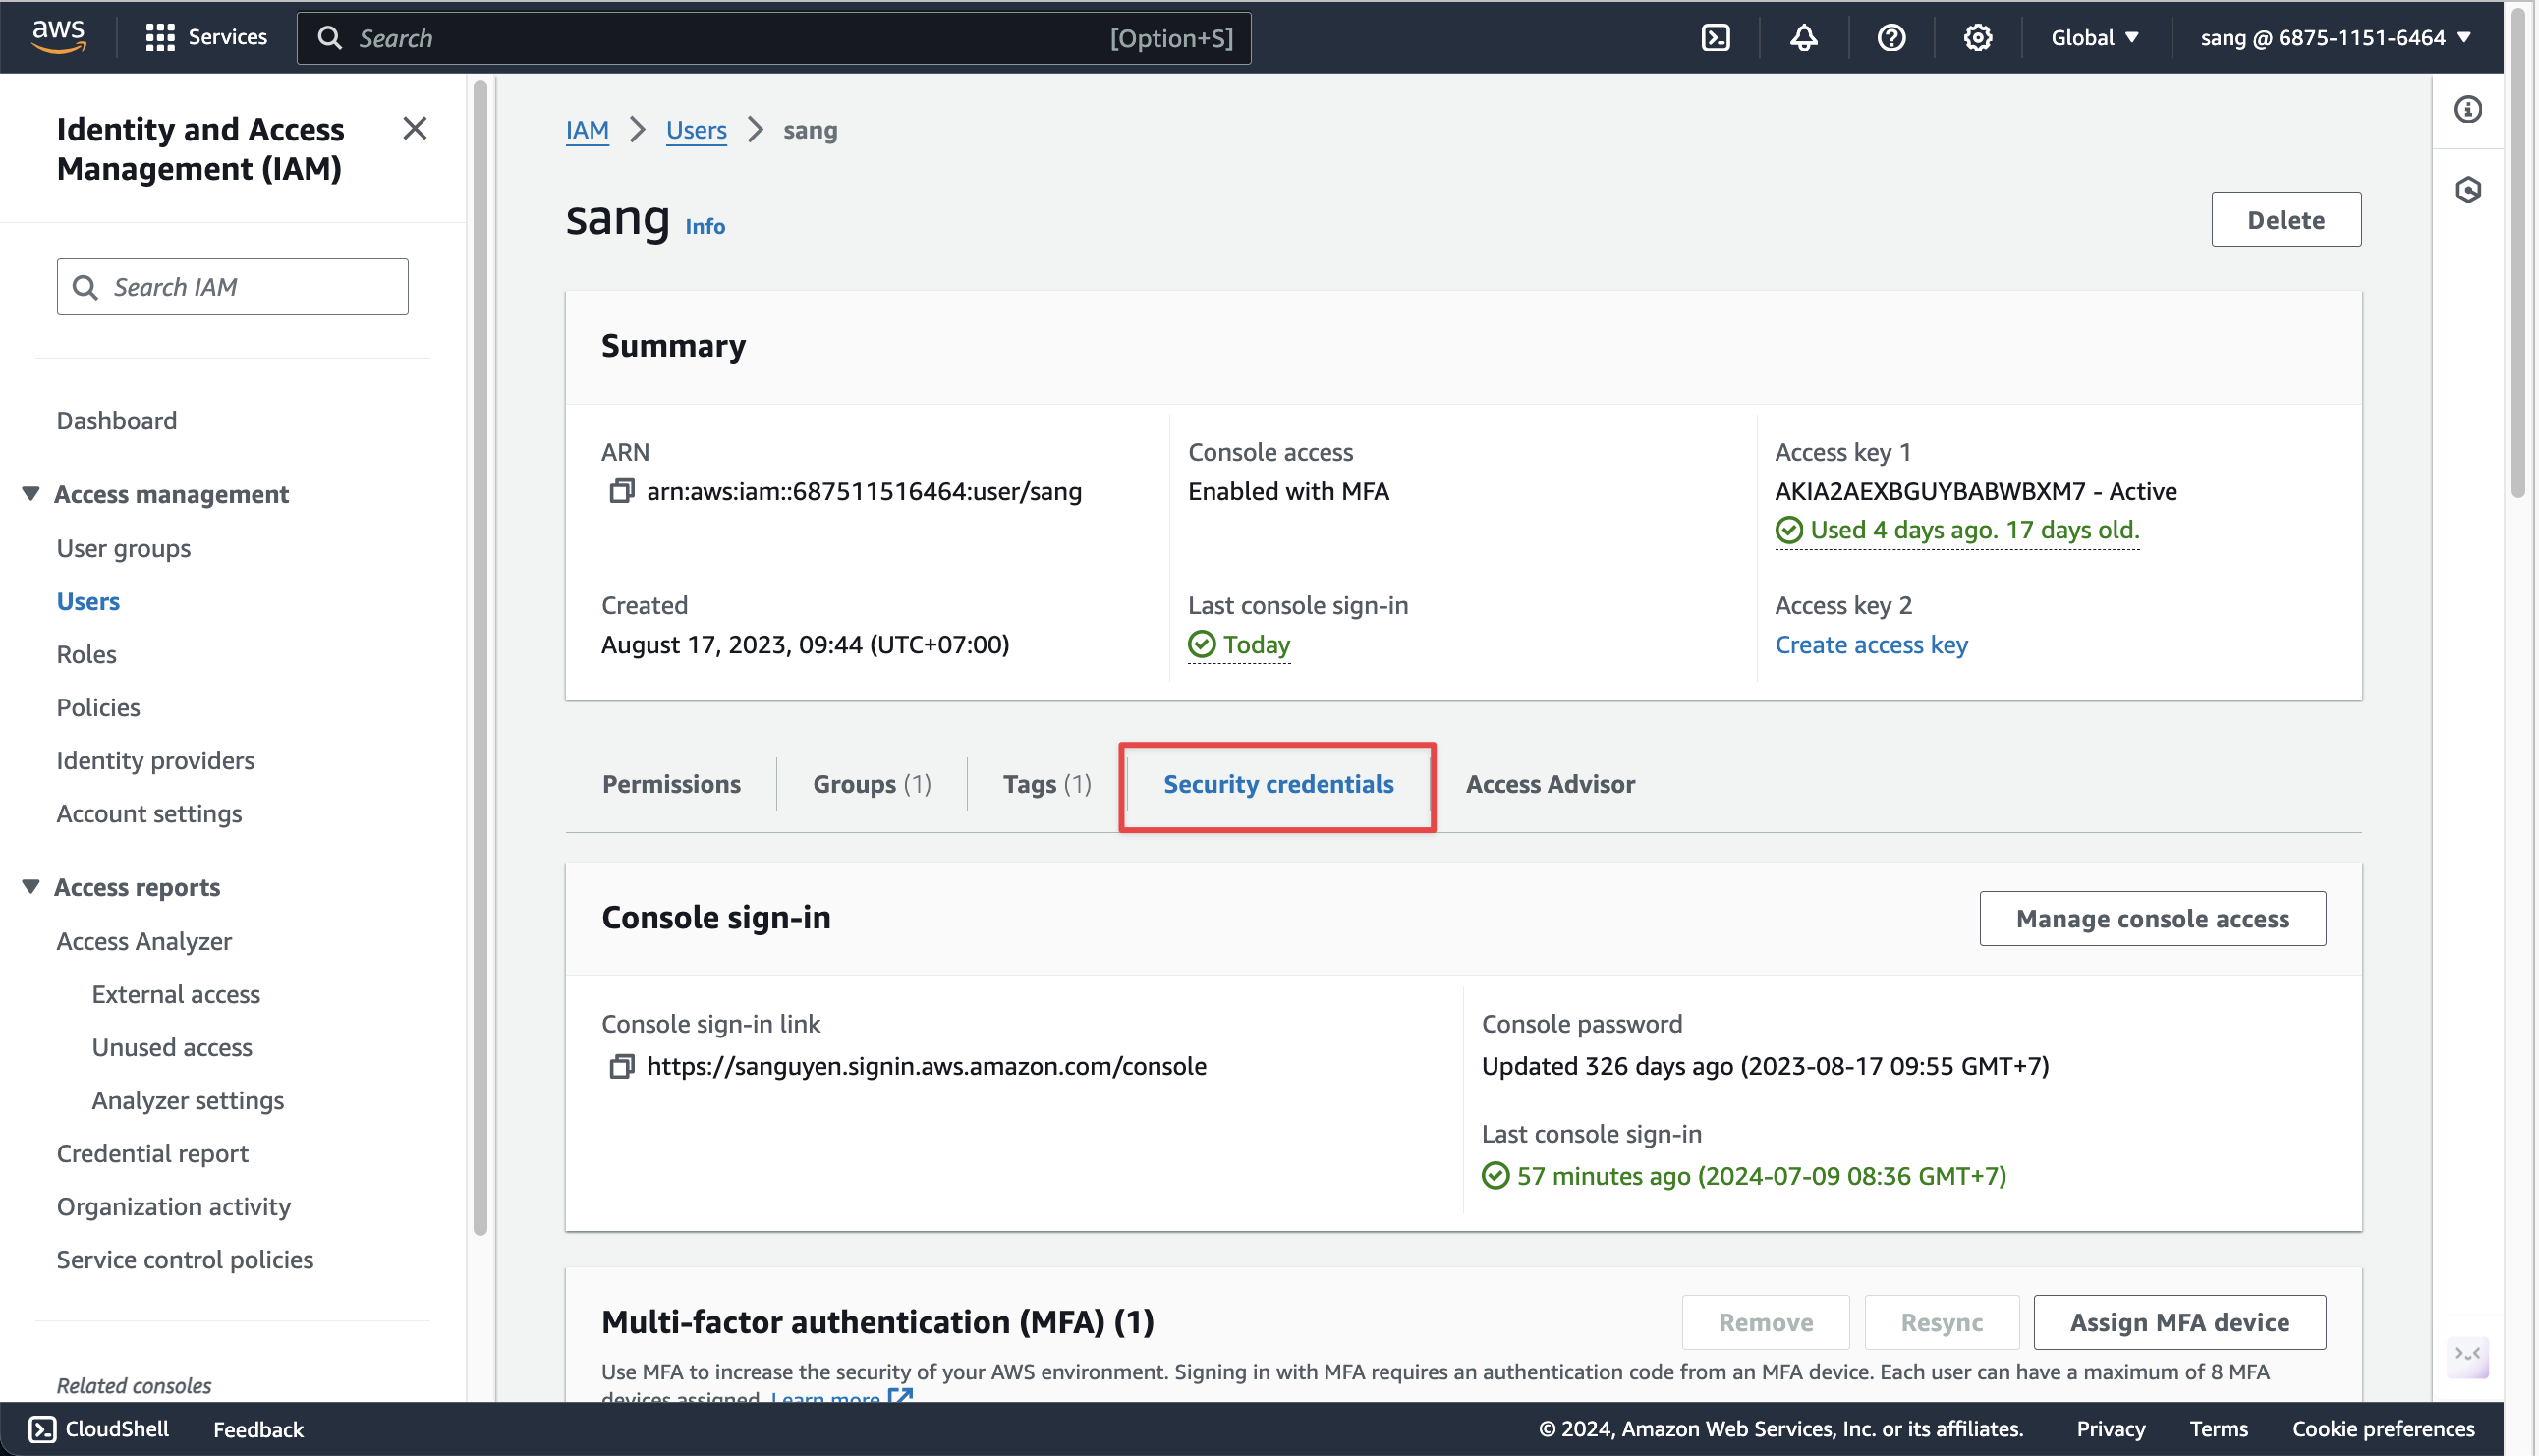 aws
Services
Search
[Option+S]
Global
sang @ 6875-1151-6464
Identity and Access
Management (IAM)
Search IAM
Dashboard
Access management
User groups
Users
Roles
Policies
Identity providers
Account settings
Access reports
Access Analyzer
External access
Unused access
Analyzer settings
Credential report
Organization activity
Service control policies
Related consoles
IAM > Users > sang
sang Info
Delete
Summary
ARN
arn:aws:iam::687511516464:user/sang
Console access
Enabled with MFA
Access key 1
AKIA2AEXBGUYBABWBXM7 - Active
Used 4 days ago. 17 days old.
Created
August 17, 2023, 09:44 (UTC+07:00)
Last console sign-in
Today
Access key 2
Create access key
Permissions
Groups (1)
Tags (1)
Security credentials
Access Advisor
Console sign-in
Manage console access
Console sign-in link
https://sanguyen.signin.aws.amazon.com/console
Console password
Updated 326 days ago (2023-08-17 09:55 GMT+7)
Last console sign-in
57 minutes ago (2024-07-09 08:36 GMT+7)
Multi-factor authentication (MFA) (1)
Remove
Resync
Assign MFA device
Use MFA to increase the security of your AWS environment. Signing in with MFA requires an authentication code from an MFA device. Each user can have a maximum of 8 MFA
devices assigned. Learn more
CloudShell
Feedback
© 2024, Amazon Web Services, Inc. or its affiliates.
Privacy
Terms
Cookie preferences